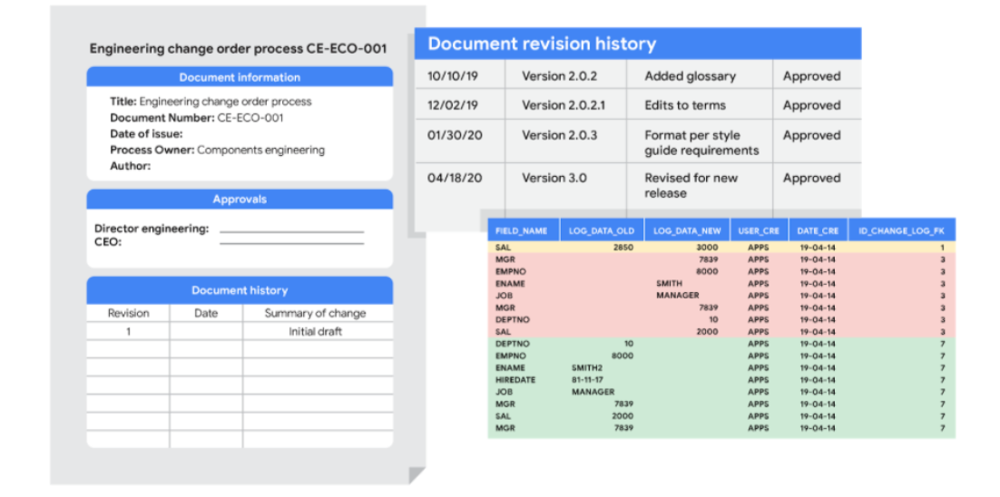 Engineering change order process CE-ECO-001
Document information
Title: Engineering change order process
Document Number: CE-ECO-001
Date of issue:
Process Owner: Components engineering
Author:
Approvals
Director engineering:
CEO:
Document history
Revision Date Summary of change
1 Initial draft
Document revision history
10/10/19 Version 2.0.2 Added glossary Approved
12/02/19 Version 2.0.2.1 Edits to terms Approved
01/30/20 Version 2.0.3 Format per style Approved
guide requirements
04/18/20 Version 3.0 Revised for new Approved
release
FIELD_NAME LOG_DATA_OLD LOG_DATA_NEW USER_CRE DATE_CRE ID_CHANGE_LOG_FK
SAL 2850 3000 APPS 19-04-14 1
MGR 7839 APPS 19-04-14 3
EMPNO 8000 APPS 19-04-14 3
ENAME SMITH APPS 19-04-14 3
JOB MANAGER APPS 19-04-14 3
MGR 7839 APPS 19-04-14 3
DEPTNO 10 APPS 19-04-14 3
SAL 2000 APPS 19-04-14 3
DEPTNO 10 APPS 19-04-14 7
EMPNO 8000 APPS 19-04-14 7
ENAME SMITH2 APPS 19-04-14 7
HIREDATE 81-11-17 APPS 19-04-14 7
JOB MANAGER APPS 19-04-14 7
MGR 7839 APPS 19-04-14 7
SAL 2000 APPS 19-04-14 7
MGR 7839 APPS 19-04-14 7